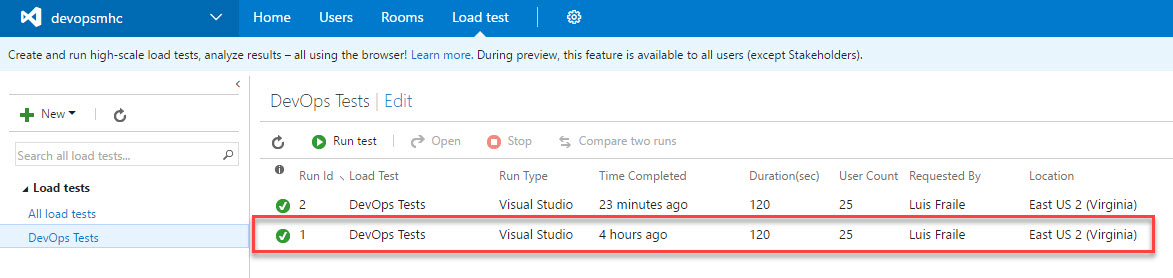 devopsmhc Home Users Rooms Load test
Create and run high-scale load tests, analyze results – all using the browser! Learn more. During preview, this feature is available to all users (except Stakeholders).
New
Search all load tests...
Load tests
All load tests
DevOps Tests
DevOps Tests | Edit
Run test Open Stop Compare two runs
Run Id Load Test Run Type Time Completed Duration(sec) User Count Requested By Location
2 DevOps Tests Visual Studio 23 minutes ago 120 25 Luis Fraile East US 2 (Virginia)
1 DevOps Tests Visual Studio 4 hours ago 120 25 Luis Fraile East US 2 (Virginia)